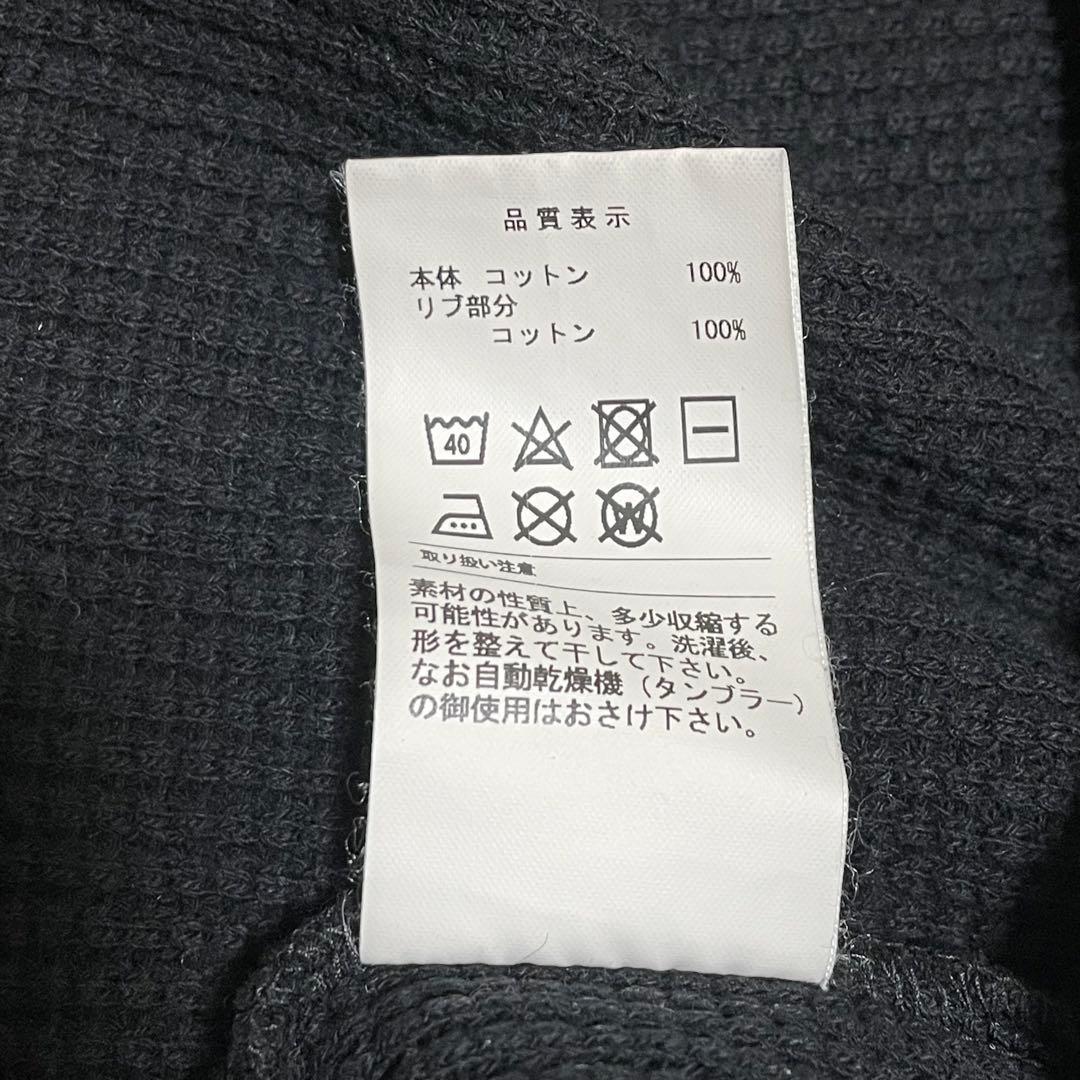 品質表示
本体 コットン 100%
リブ部分
コットン 100%
40
W
取り扱い注意
素材の性質上、多少収縮する
可能性があります。洗濯後、
形を整えて干して下さい。
なお自動乾燥機（タンブラー）
の御使用はおさけ下さい。